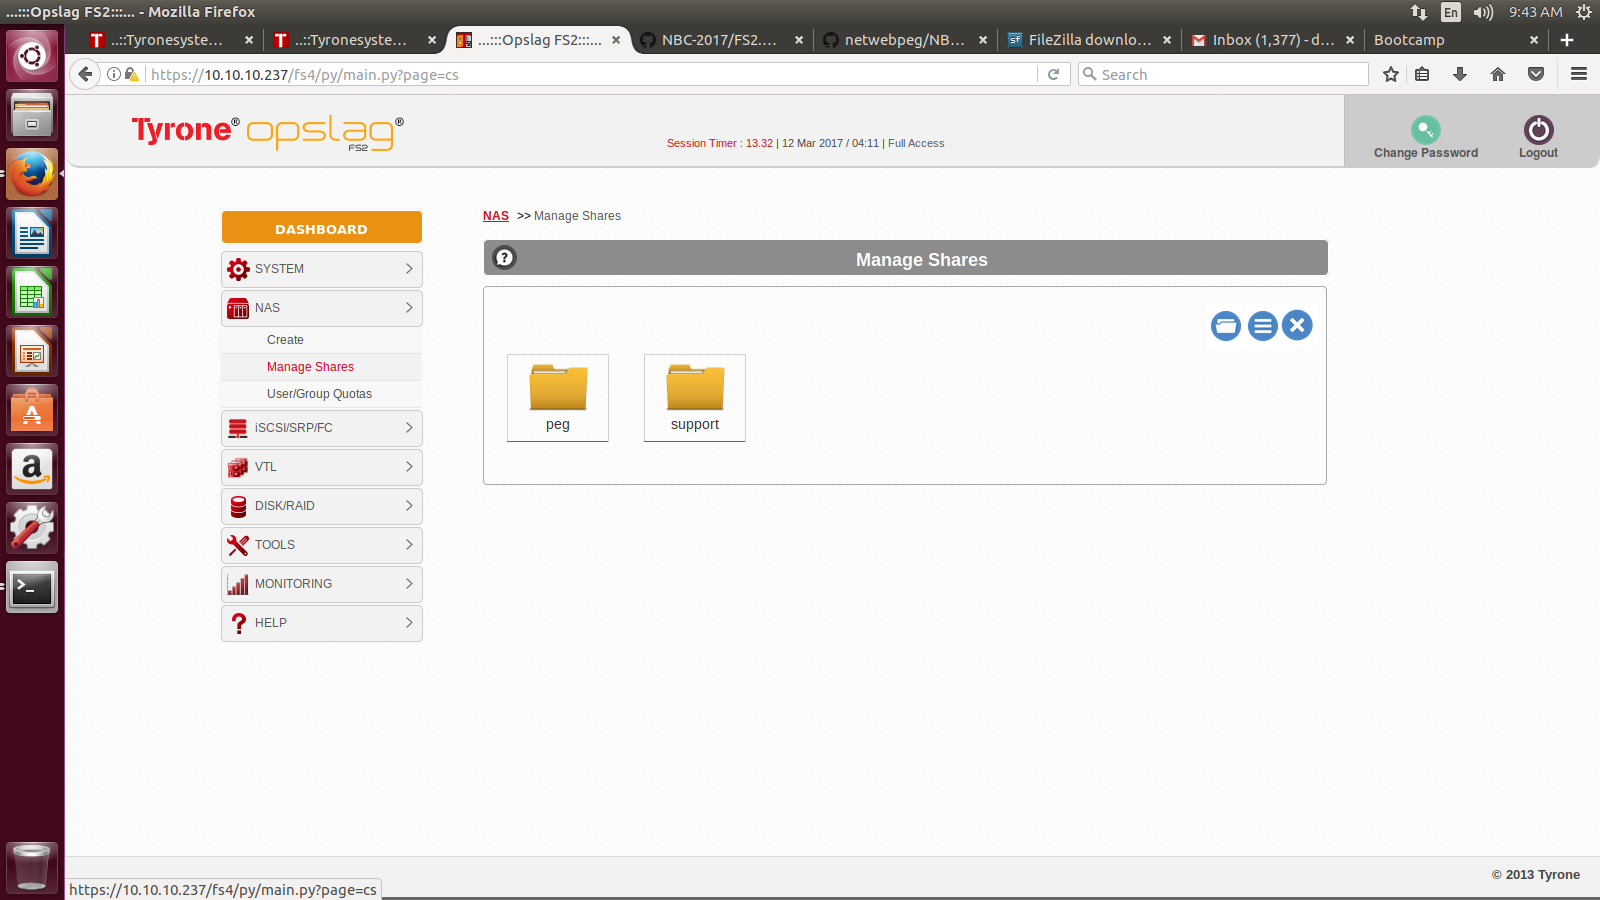 ...:::Opslag FS2:::... - Mozilla Firefox
En
9:43 AM
..::Tyronesyste... ×
..::Tyronesyste... ×
...:::Opslag FS2:::... ×
NBC-2017/FS2.... ×
netwebpeg/NB... ×
FileZilla downlo... ×
Inbox (1,377) - d... ×
Bootcamp ×
https://10.10.10.237/fs4/py/main.py?page=cs
Search
Tyrone® opslag®
FS2
Session Timer : 13.32 | 12 Mar 2017 / 04:11 | Full Access
Change Password
Logout
NAS >> Manage Shares
DASHBOARD
Manage Shares
SYSTEM
NAS
Create
Manage Shares
User/Group Quotas
iSCSI/SRP/FC
VTL
DISK/RAID
TOOLS
MONITORING
HELP
peg
support
© 2013 Tyrone
https://10.10.10.237/fs4/py/main.py?page=cs